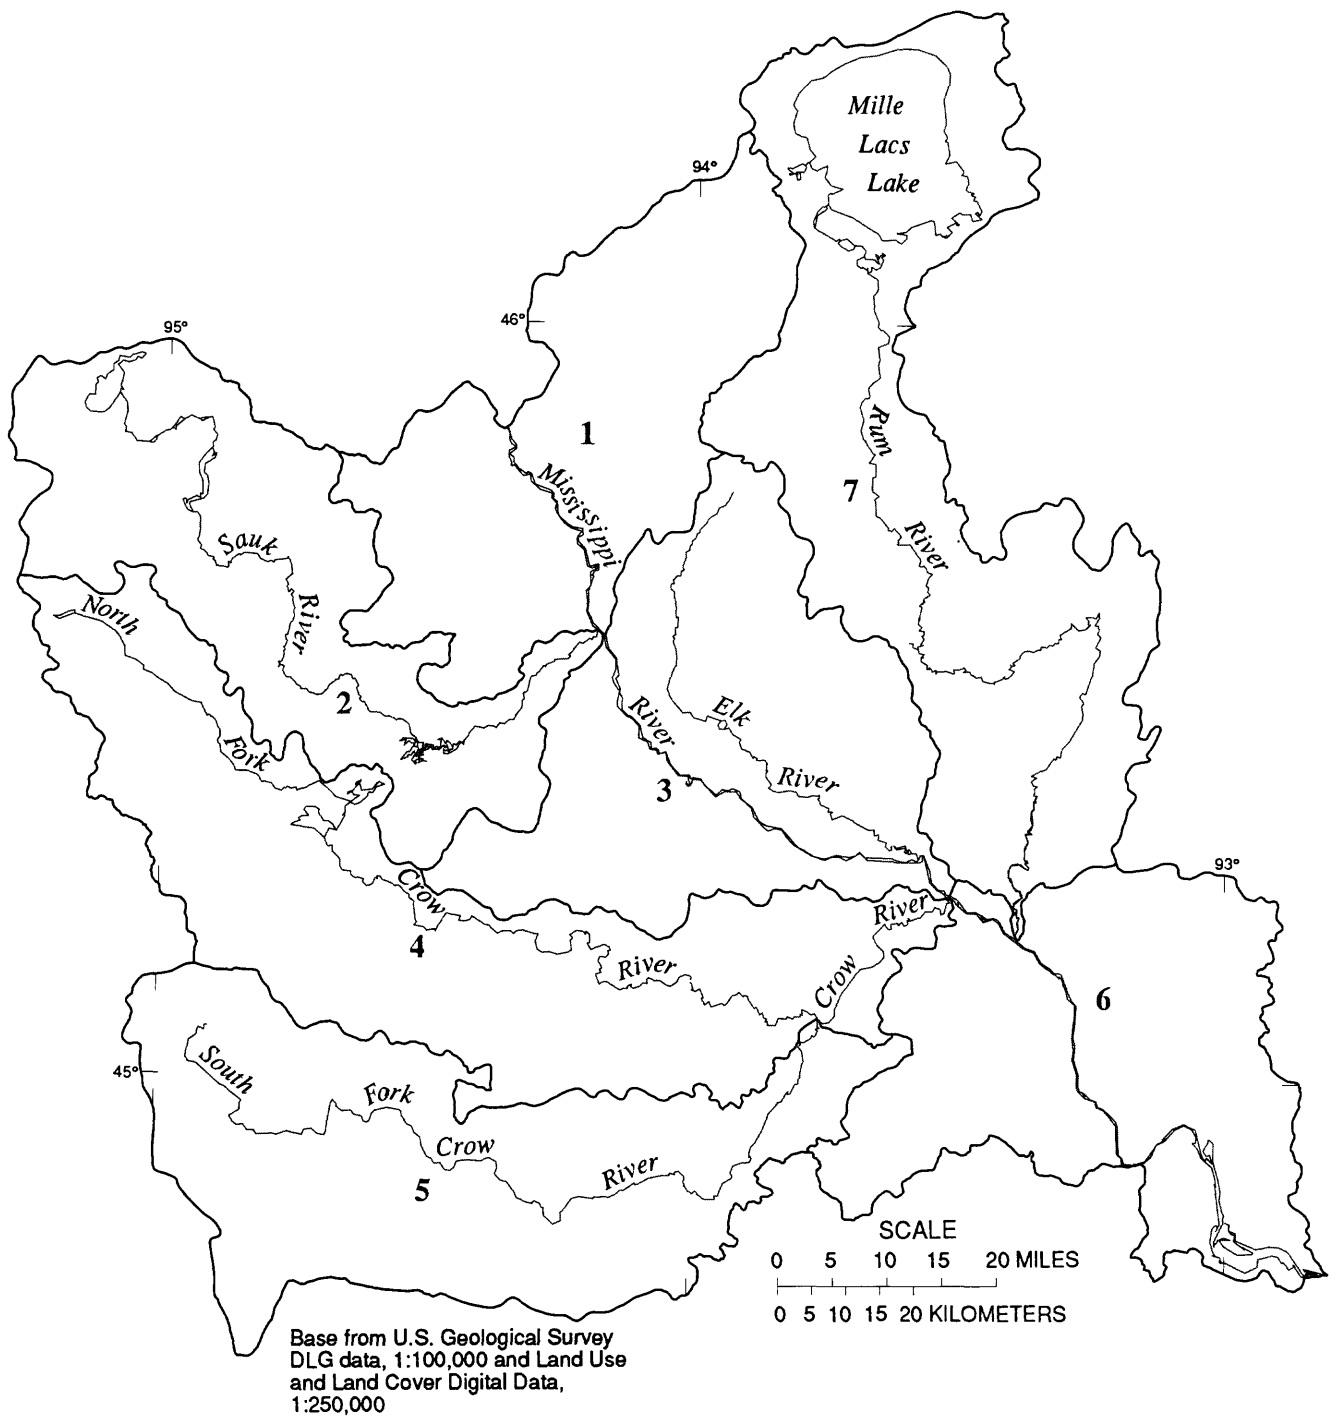 Mille
Lacs
Lake
94°
46°
95°
1
Mississippi
Rum
7
River
Sauk
River
North
2
Elk
River
Fork
River
3
93°
Crow
River
4
River
Crow
6
45°
South
Fork
Crow
River
5
SCALE
0 5 10 15 20 MILES
0 5 10 15 20 KILOMETERS
Base from U.S. Geological Survey
DLG data, 1:100,000 and Land Use
and Land Cover Digital Data,
1:250,000